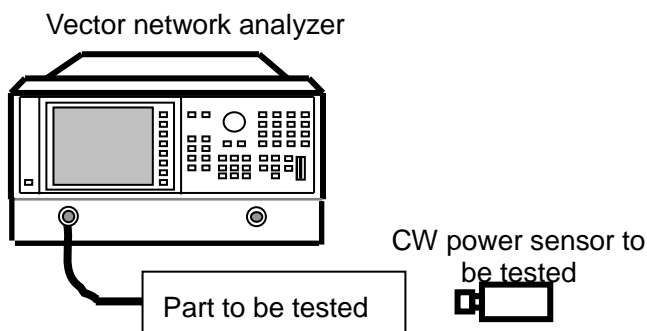 Vector network analyzer
CW power sensor to
be tested
Part to be tested